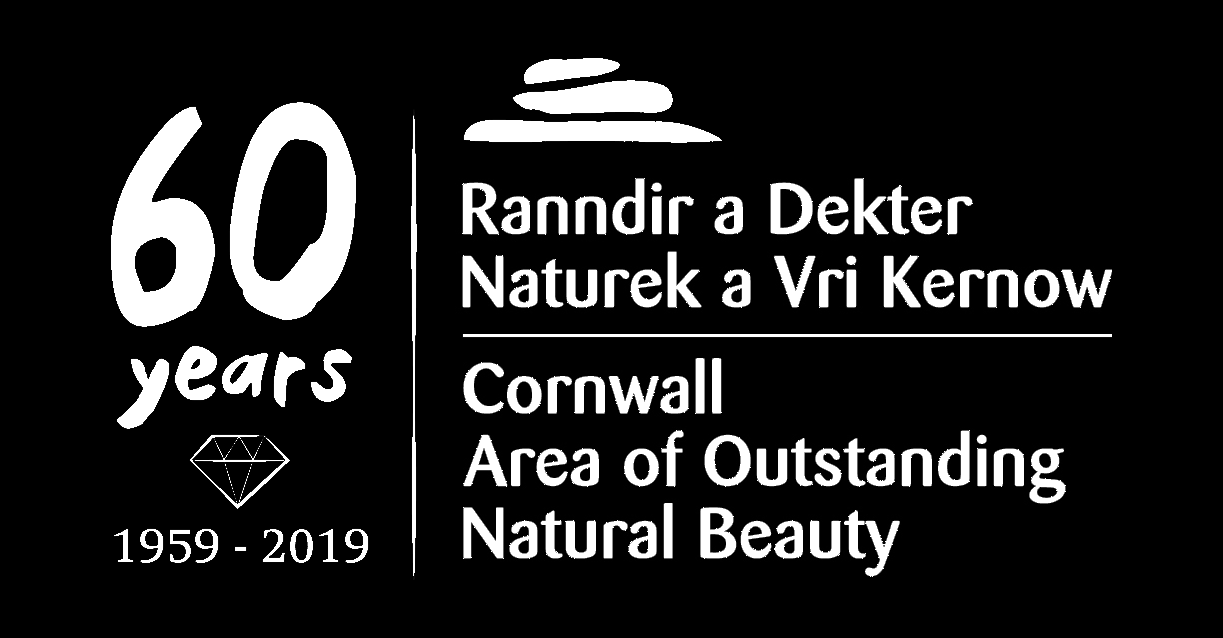 60
years
1959 - 2019
Ranndir a Dekter
Naturek a Vri Kernow
Cornwall
Area of Outstanding
Natural Beauty